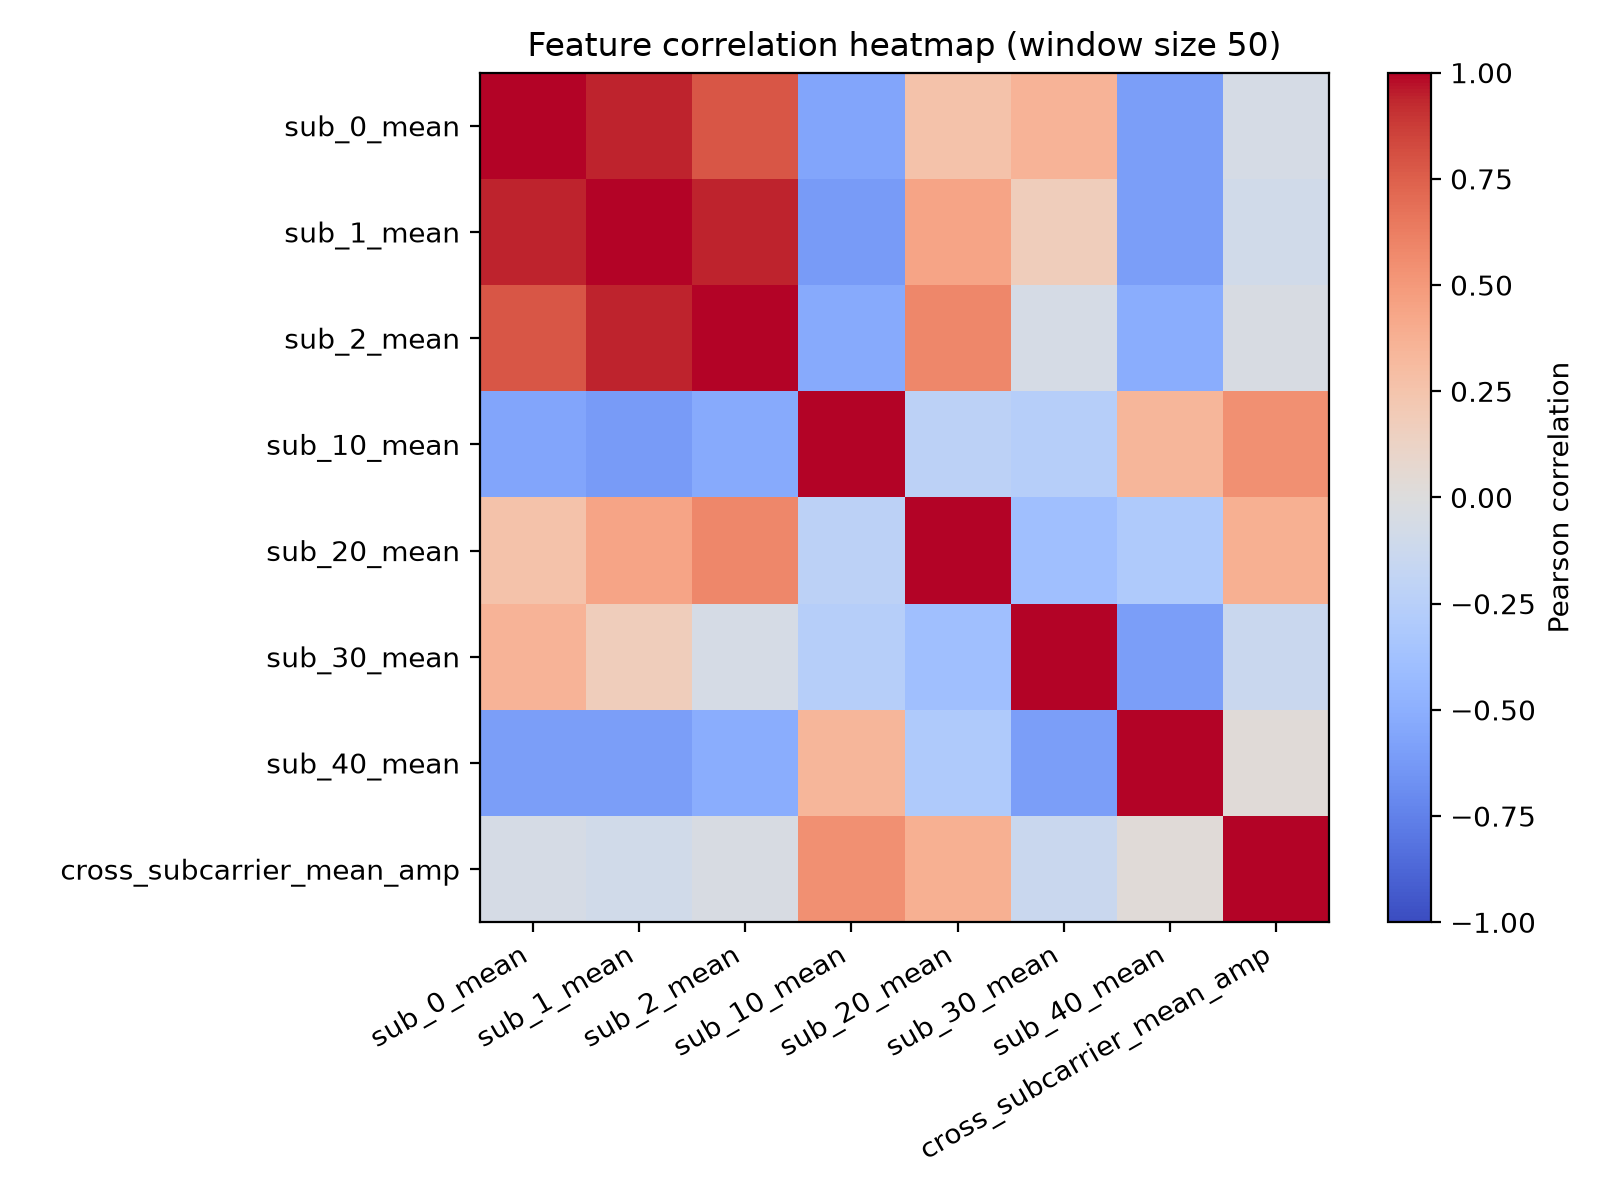 Feature correlation heatmap (window size 50)
sub_0_mean
sub_1_mean
sub_2_mean
sub_10_mean
sub_20_mean
sub_30_mean
sub_40_mean
cross_subcarrier_mean_amp
sub_0_mean
sub_1_mean
sub_2_mean
sub_10_mean
sub_20_mean
sub_30_mean
sub_40_mean
cross_subcarrier_mean_amp
1.00
0.75
0.50
0.25
0.00
−0.25
−0.50
−0.75
−1.00
Pearson correlation